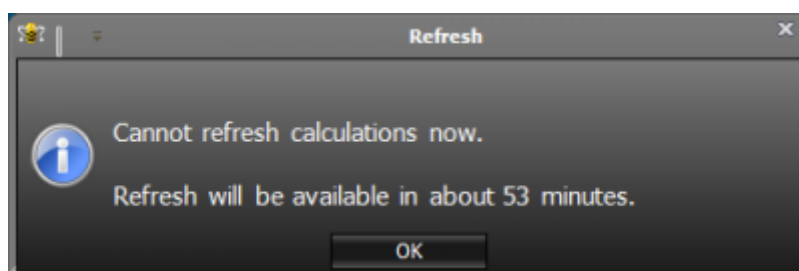 Refresh
Cannot refresh calculations now.
Refresh will be available in about 53 minutes.
OK